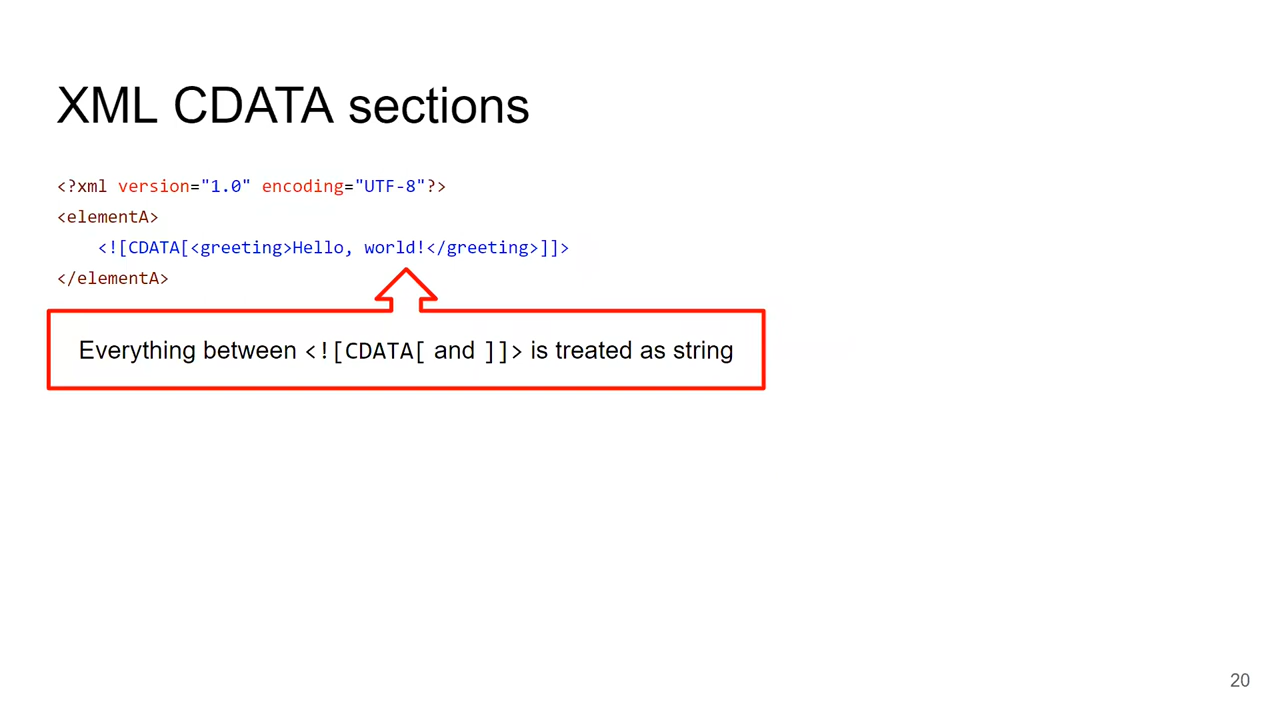 XML CDATA sections
<?xml version="1.0" encoding="UTF-8"?>
<elementA>
<![CDATA[<greeting>Hello, world!</greeting>]]>
</elementA>
Everything between <![CDATA[ and ]]> is treated as string
20